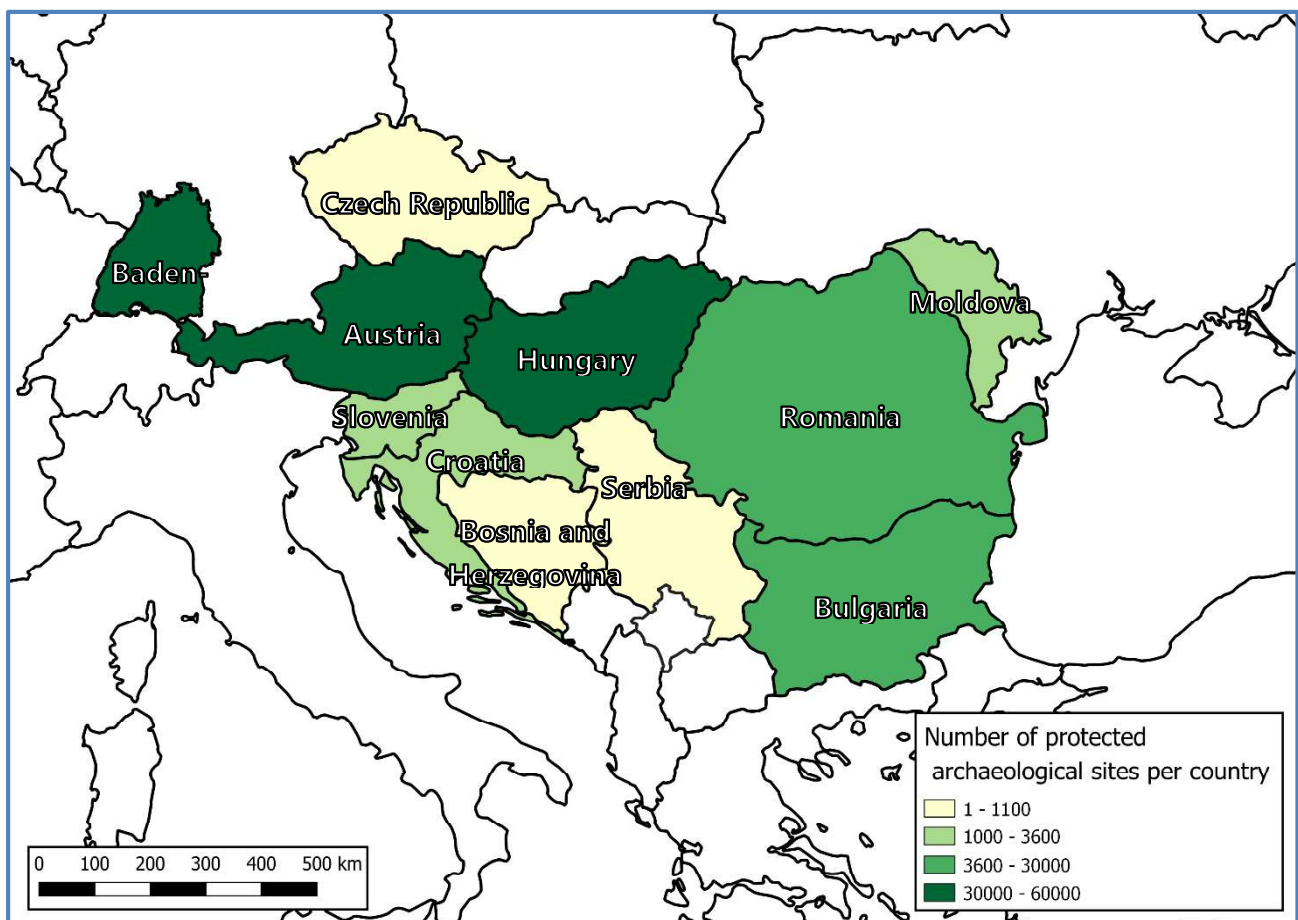 Czech Republic
Baden-
Moldova
Austria
Hungary
Slovenia
Romania
Croatia
Serbia
Bosnia and
Herzegovina
Bulgaria
Number of protected
archaeological sites per country
1 - 1100
1000 - 3600
3600 - 30000
30000 - 60000
0 100 200 300 400 500 km